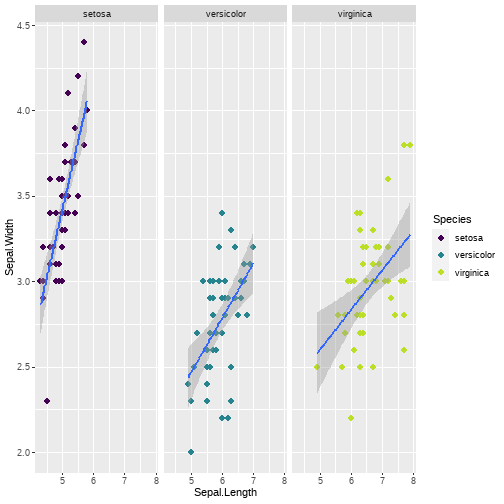 setosa versicolor virginica
4.5
4.0
3.5
3.0
2.5
2.0
Sepal.Width
5 6 7 8 5 6 7 8 5 6 7 8
Sepal.Length
Species
setosa
versicolor
virginica